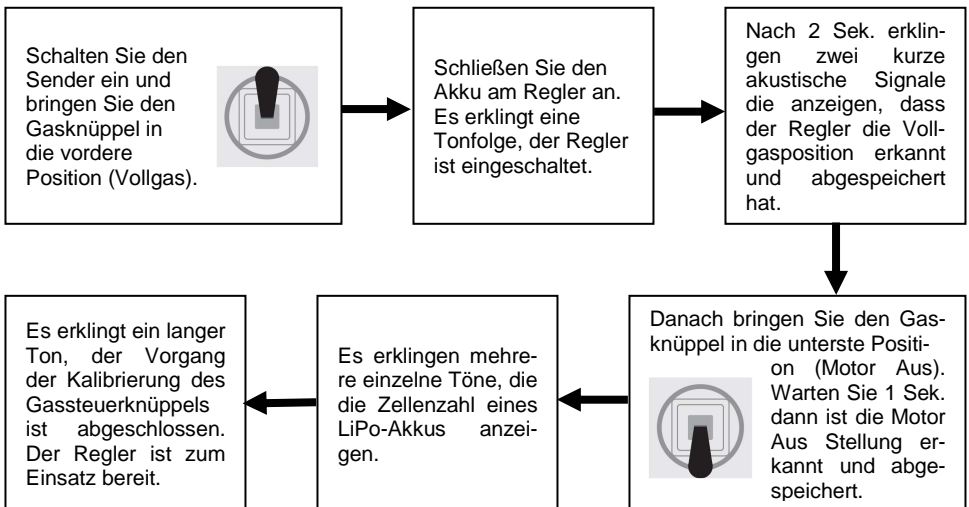 Schalten Sie den
Sender ein und
bringen Sie den
Gasknüppel in
die vordere
Position (Vollgas).
Schließen Sie den
Akku am Regler an.
Es erklingt eine
Tonfolge, der Regler
ist eingeschaltet.
Nach 2 Sek. erklin-
gen zwei kurze
akustische Signale
die anzeigen, dass
der Regler die Voll-
gasposition erkannt
und abgespeichert
hat.
Danach bringen Sie den Gas-
knüppel in die unterste Positi-
on (Motor Aus).
Warten Sie 1 Sek.
dann ist die Motor
Aus Stellung er-
kannt und abge-
speichert.
Es erklingen mehre-
re einzelne Töne, die
die Zellenzahl eines
LiPo-Akkus anzei-
gen.
Es erklingt ein langer
Ton, der Vorgang
der Kalibrierung des
Gassteuerknüppels
ist abgeschlossen.
Der Regler ist zum
Einsatz bereit.